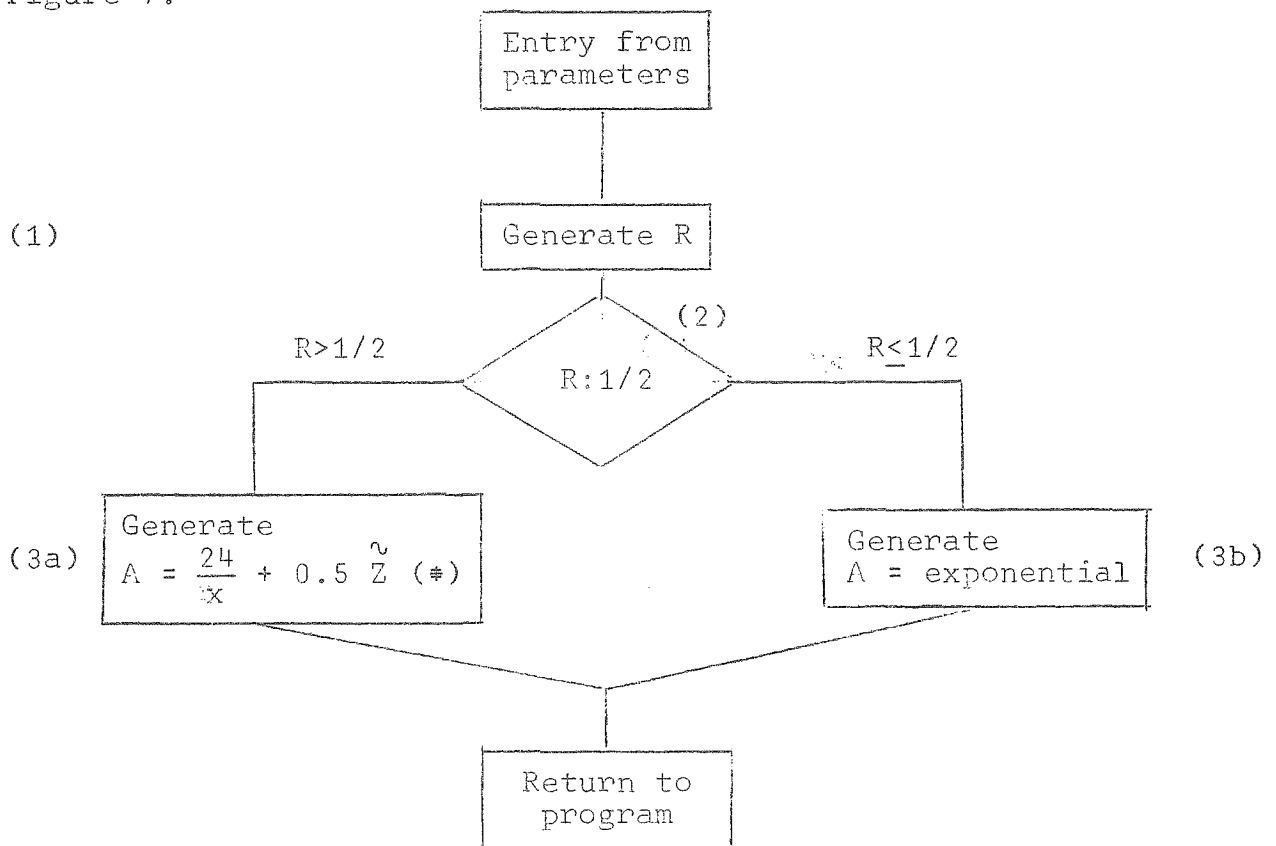 Figure 7.
Entry from
parameters
(1)
Generate R
(2)
R>1/2
R:1/2
R≤1/2
(3a)
Generate
A = 24/x + 0.5 Z̃ (*)
Generate
A = exponential
(3b)
Return to
program